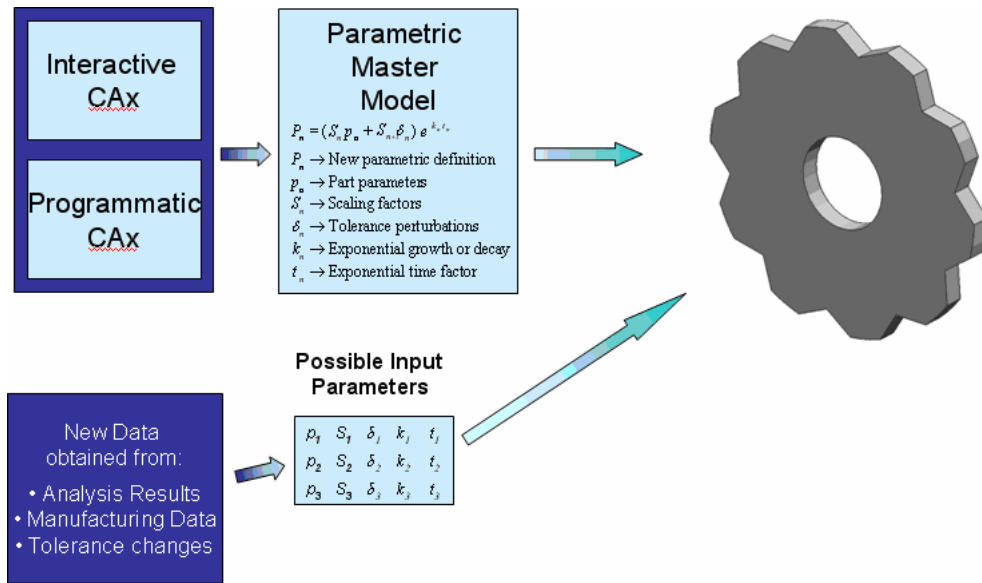 Interactive
CAx
Programmatic
CAx
Parametric
Master
Model
Pₙ = (Sₙ pₙ + Sₙ₊ δₙ) e^(kₙ tₙ)
Pₙ → New parametric definition
pₙ → Part parameters
Sₙ → Scaling factors
δₙ → Tolerance perturbations
kₙ → Exponential growth or decay
tₙ → Exponential time factor
New Data
obtained from:
• Analysis Results
• Manufacturing Data
• Tolerance changes
Possible Input
Parameters
p₁ S₁ δ₁ k₁ t₁
p₂ S₂ δ₂ k₂ t₂
p₃ S₃ δ₃ k₃ t₃